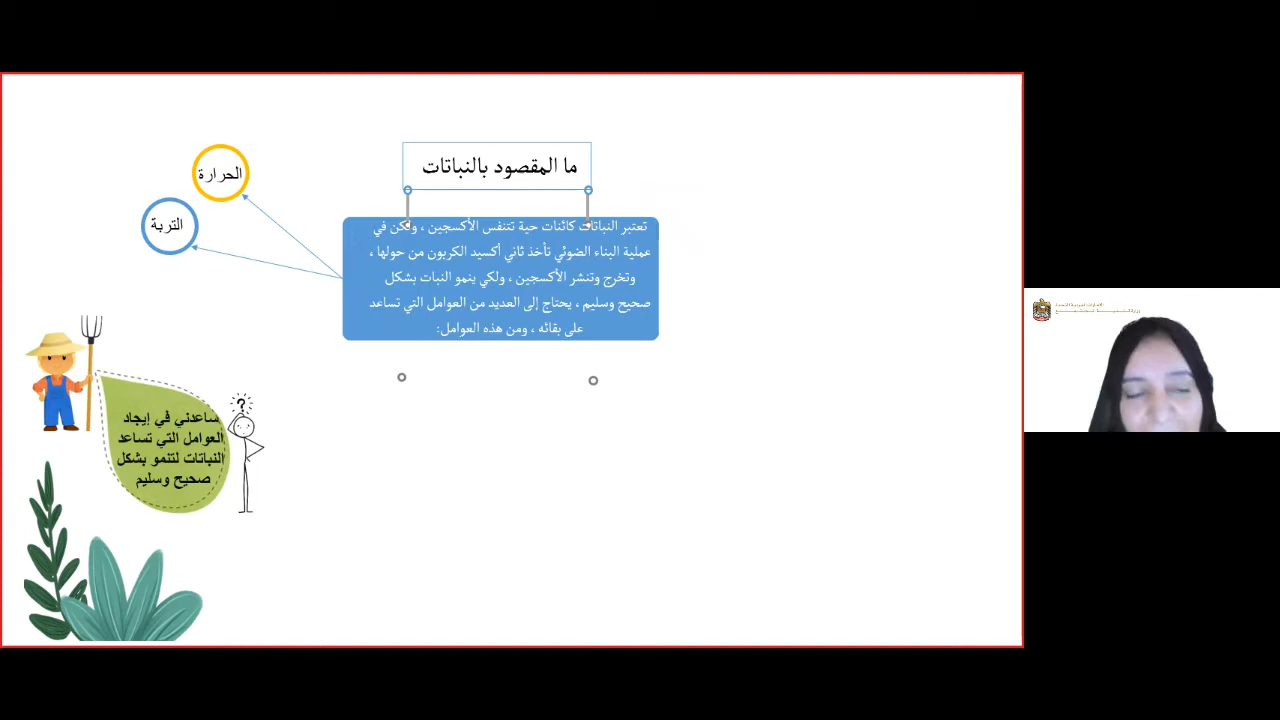 ما المقصود بالنباتات
تعتبر النباتات كائنات حية تتنفس الأكسجين ، ولكن في
عملية البناء الضوئي تأخذ ثاني أكسيد الكربون من حولها ،
وتخرج وتنشر الأكسجين ، ولكي ينمو النبات بشكل
صحيح وسليم ، يحتاج إلى العديد من العوامل التي تساعد
على بقائه ، ومن هذه العوامل:
الحرارة
التربة
ساعدني في إيجاد
العوامل التي تساعد
النباتات لتنمو بشكل
صحيح وسليم
?